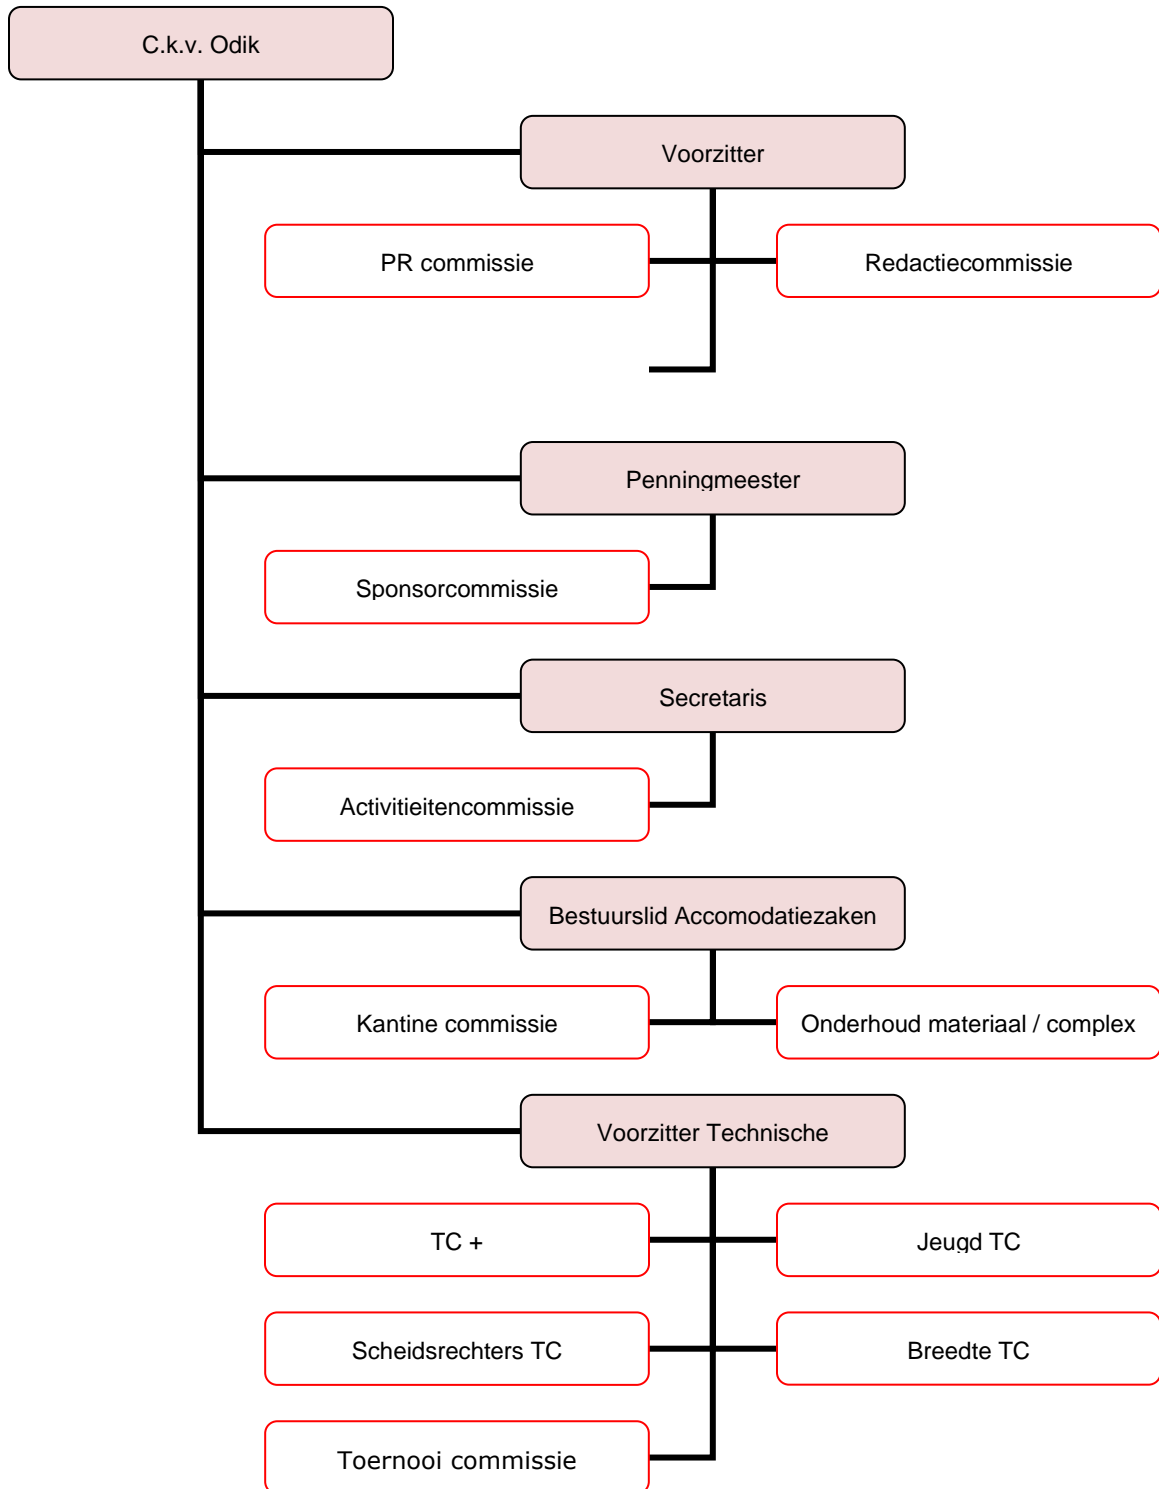 C.k.v. Odik
Voorzitter
PR commissie
Redactiecommissie
Penningmeester
Sponsorcommissie
Secretaris
Activitieitencommissie
Bestuurslid Accomodatiezaken
Kantine commissie
Onderhoud materiaal / complex
Voorzitter Technische
TC +
Jeugd TC
Scheidsrechters TC
Breedte TC
Toernooi commissie